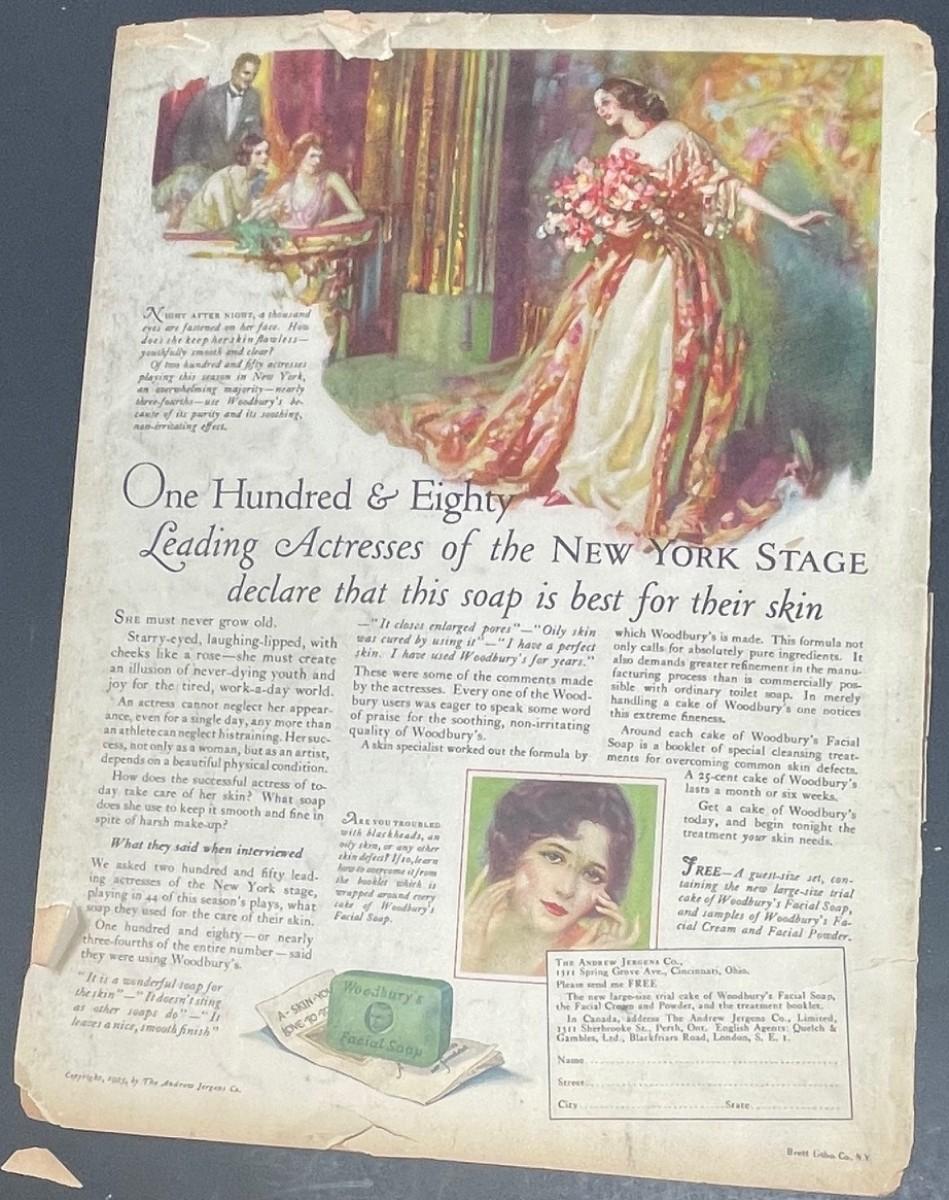 NIGHT AFTER NIGHT, a thousand
eyes are fastened on her face. How
does she keep her skin flawless—
youthfully smooth and clear?
Of two hundred and fifty actresses
playing this season in New York,
an overwhelming majority—nearly
three-fourths—use Woodbury's be-
cause of its purity and its soothing,
non-irritating effect.
One Hundred & Eighty
Leading Actresses of the NEW YORK STAGE
declare that this soap is best for their skin
SHE must never grow old.
Starry-eyed, laughing-lipped, with
cheeks like a rose—she must create
an illusion of never-dying youth and
joy for the tired, work-a-day world.
An actress cannot neglect her appear-
ance, even for a single day, any more than
an athlete can neglect his training. Her suc-
cess, not only as a woman, but as an artist,
depends on a beautiful physical condition.
How does the successful actress of to-
day take care of her skin? What soap
does she use to keep it smooth and fine in
spite of harsh make-up?
What they said when interviewed
We asked two hundred and fifty lead-
ing actresses of the New York stage,
playing in 44 of this season's plays, what
soap they used for the care of their skin.
One hundred and eighty—or nearly
three-fourths of the entire number—said
they were using Woodbury's.
"It is a wonderful soap for
the skin"—"It doesn't sting
as other soaps do"—"It
leaves a nice, smooth finish"
—"It closes enlarged pores"—"Oily skin
was cured by using it"—"I have a perfect
skin. I have used Woodbury's for years."
These were some of the comments made
by the actresses. Every one of the Wood-
bury users was eager to speak some word
of praise for the soothing, non-irritating
quality of Woodbury's.
A skin specialist worked out the formula by
which Woodbury's is made. This formula not
only calls for absolutely pure ingredients. It
also demands greater refinement in the manu-
facturing process than is commercially pos-
sible with ordinary toilet soap. In merely
handling a cake of Woodbury's one notices
this extreme fineness.
Around each cake of Woodbury's Facial
Soap is a booklet of special cleansing treat-
ments for overcoming common skin defects.
A 25-cent cake of Woodbury's
lasts a month or six weeks.
Get a cake of Woodbury's
today, and begin tonight the
treatment your skin needs.
ARE YOU TROUBLED
with blackheads, an
oily skin, or any other
skin defect? If so, learn
how to overcome it from
the booklet which is
wrapped around every
cake of Woodbury's
Facial Soap.
FREE—A guest-size set, con-
taining the new large-size trial
cake of Woodbury's Facial Soap,
and samples of Woodbury's Fa-
cial Cream and Facial Powder.
THE ANDREW JERGENS CO.,
1511 Spring Grove Ave., Cincinnati, Ohio.
Please send me FREE
The new large-size trial cake of Woodbury's Facial Soap,
the Facial Cream and Powder, and the treatment booklet.
In Canada, address The Andrew Jergens Co., Limited,
1511 Sherbrooke St., Perth, Ont. English Agents: Quelch &
Gambles, Ltd., Blackfriars Road, London, S. E. 1.
Name
Street
City State
A-SKIN-YOU
LOVE-TO-TO
Woodbury's
Facial Soap
Copyright, 1925, by The Andrew Jergens Co.
Brett Litho. Co., N.Y.